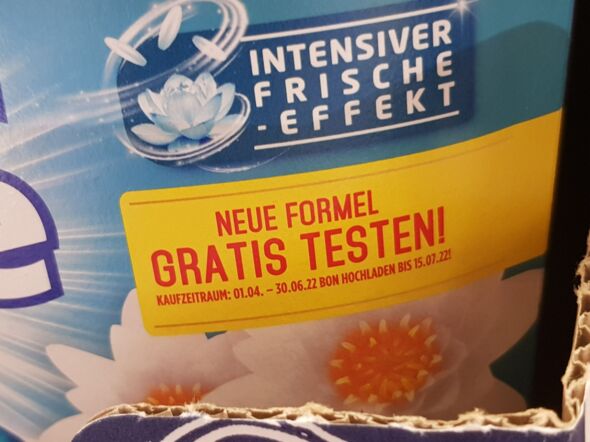 INTENSIVER
FRISCHE
-EFFEKT
NEUE FORMEL
GRATIS TESTEN!
KAUFZEITRAUM: 01.04. – 30.06.22 BON HOCHLADEN BIS 15.07.22!